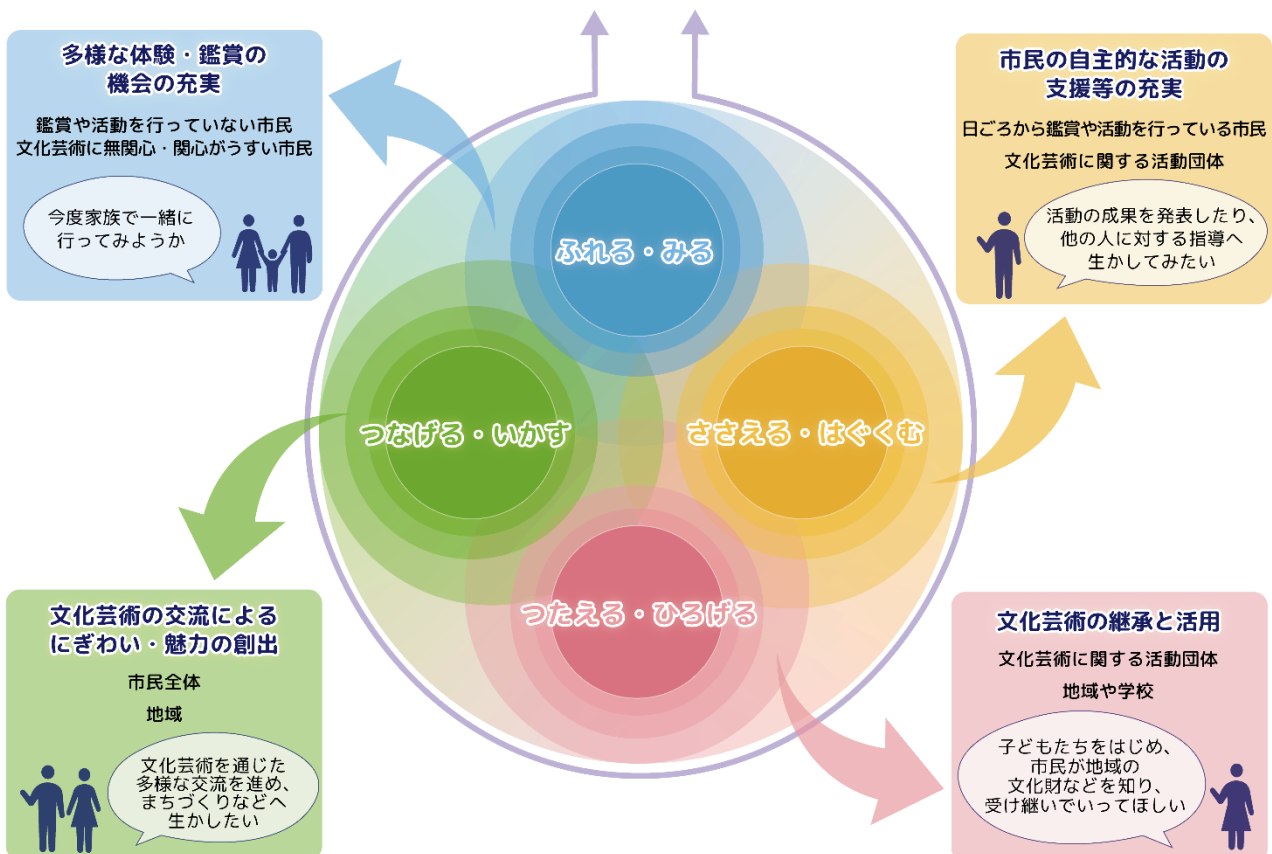 多様な体験・鑑賞の
機会の充実
鑑賞や活動を行っていない市民
文化芸術に無関心・関心がうすい市民
今度家族で一緒に
行ってみようか
市民の自主的な活動の
支援等の充実
日ごろから鑑賞や活動を行っている市民
文化芸術に関する活動団体
活動の成果を発表したり、
他の人に対する指導へ
生かしてみたい
ふれる・みる
つなげる・いかす
ささえる・はぐくむ
つたえる・ひろげる
文化芸術の交流による
にぎわい・魅力の創出
市民全体
地域
文化芸術を通じた
多様な交流を進め、
まちづくりなどへ
生かしたい
文化芸術の継承と活用
文化芸術に関する活動団体
地域や学校
子どもたちをはじめ、
市民が地域の
文化財などを知り、
受け継いでいってほしい